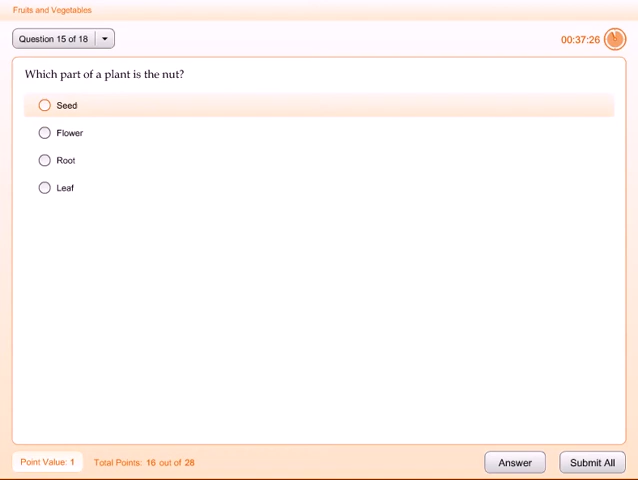 Fruits and Vegetables
Question 15 of 18
00:37:26
Which part of a plant is the nut?
Seed
Flower
Root
Leaf
Point Value: 1
Total Points: 16 out of 28
Answer
Submit All